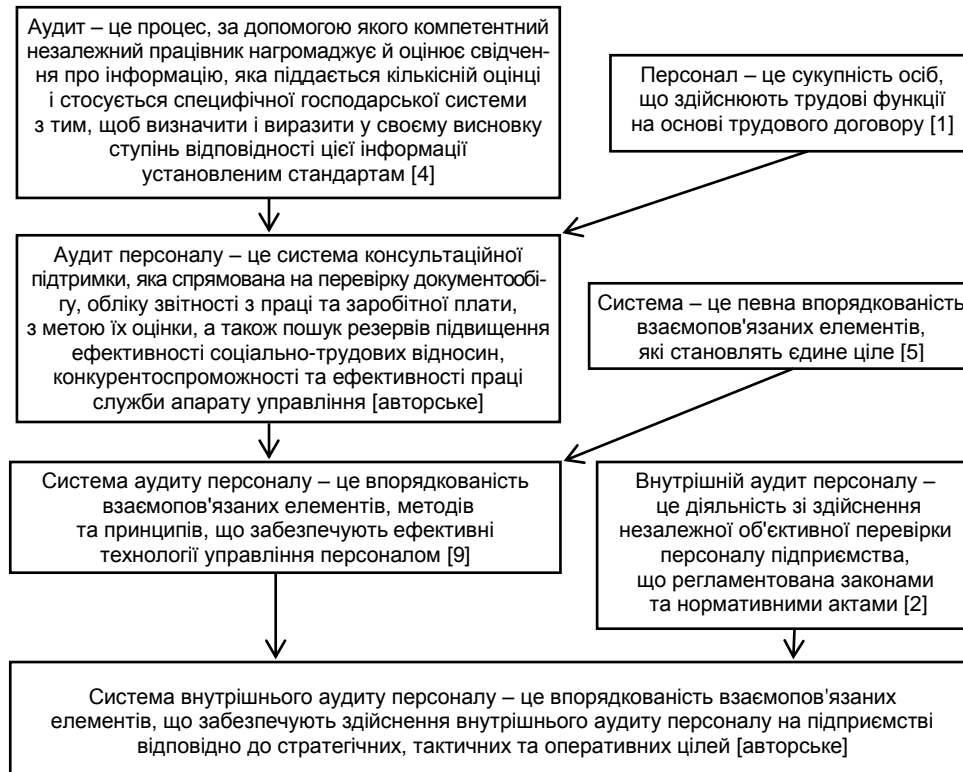 Аудит – це процес, за допомогою якого компетентний
незалежний працівник нагромаджує й оцінює свідчен-
ня про інформацію, яка піддається кількісній оцінці
і стосується специфічної господарської системи
з тим, щоб визначити і виразити у своєму висновку
ступінь відповідності цієї інформації
установленим стандартам [4]
Персонал – це сукупність осіб,
що здійснюють трудові функції
на основі трудового договору [1]
Аудит персоналу – це система консультаційної
підтримки, яка спрямована на перевірку документообі-
гу, обліку звітності з праці та заробітної плати,
з метою їх оцінки, а також пошук резервів підвищення
ефективності соціально-трудових відносин,
конкурентоспроможності та ефективності праці
служби апарату управління [авторське]
Система – це певна впорядкованість
взаємопов'язаних елементів,
які становлять єдине ціле [5]
Система аудиту персоналу – це впорядкованість
взаємопов'язаних елементів, методів
та принципів, що забезпечують ефективні
технології управління персоналом [9]
Внутрішній аудит персоналу –
це діяльність зі здійснення
незалежної об'єктивної перевірки
персоналу підприємства,
що регламентована законами
та нормативними актами [2]
Система внутрішнього аудиту персоналу – це впорядкованість взаємопов'язаних
елементів, що забезпечують здійснення внутрішнього аудиту персоналу на підприємстві
відповідно до стратегічних, тактичних та оперативних цілей [авторське]